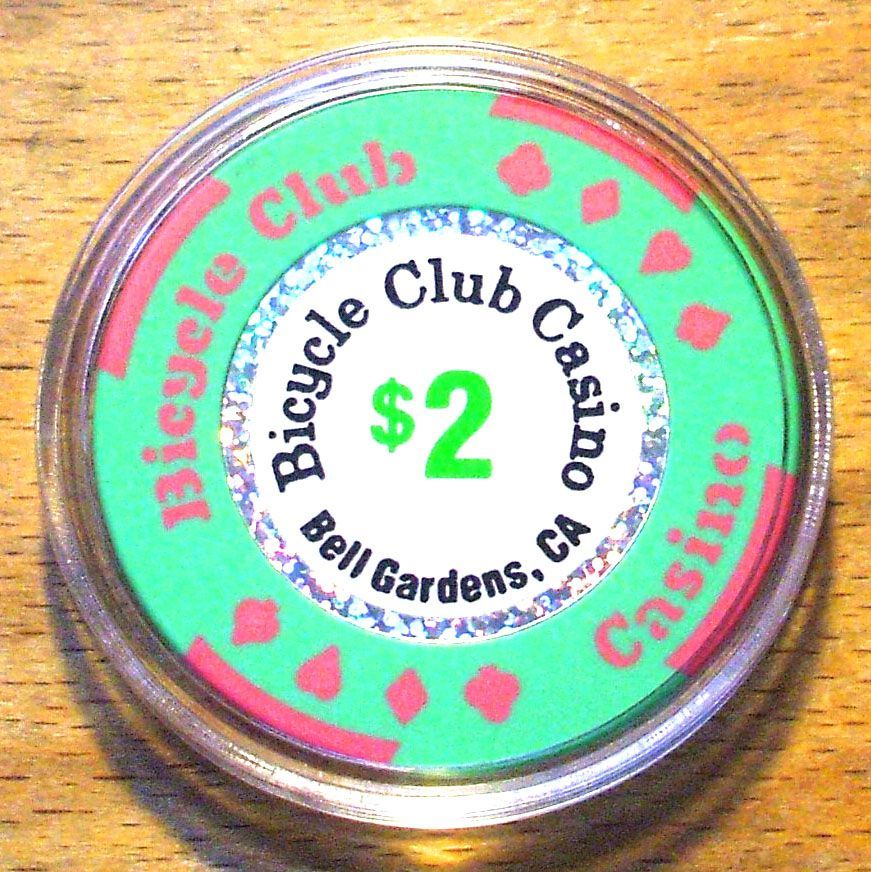 Bicycle Club
Casino
Bicycle Club Casino
$2
Bell Gardens, CA